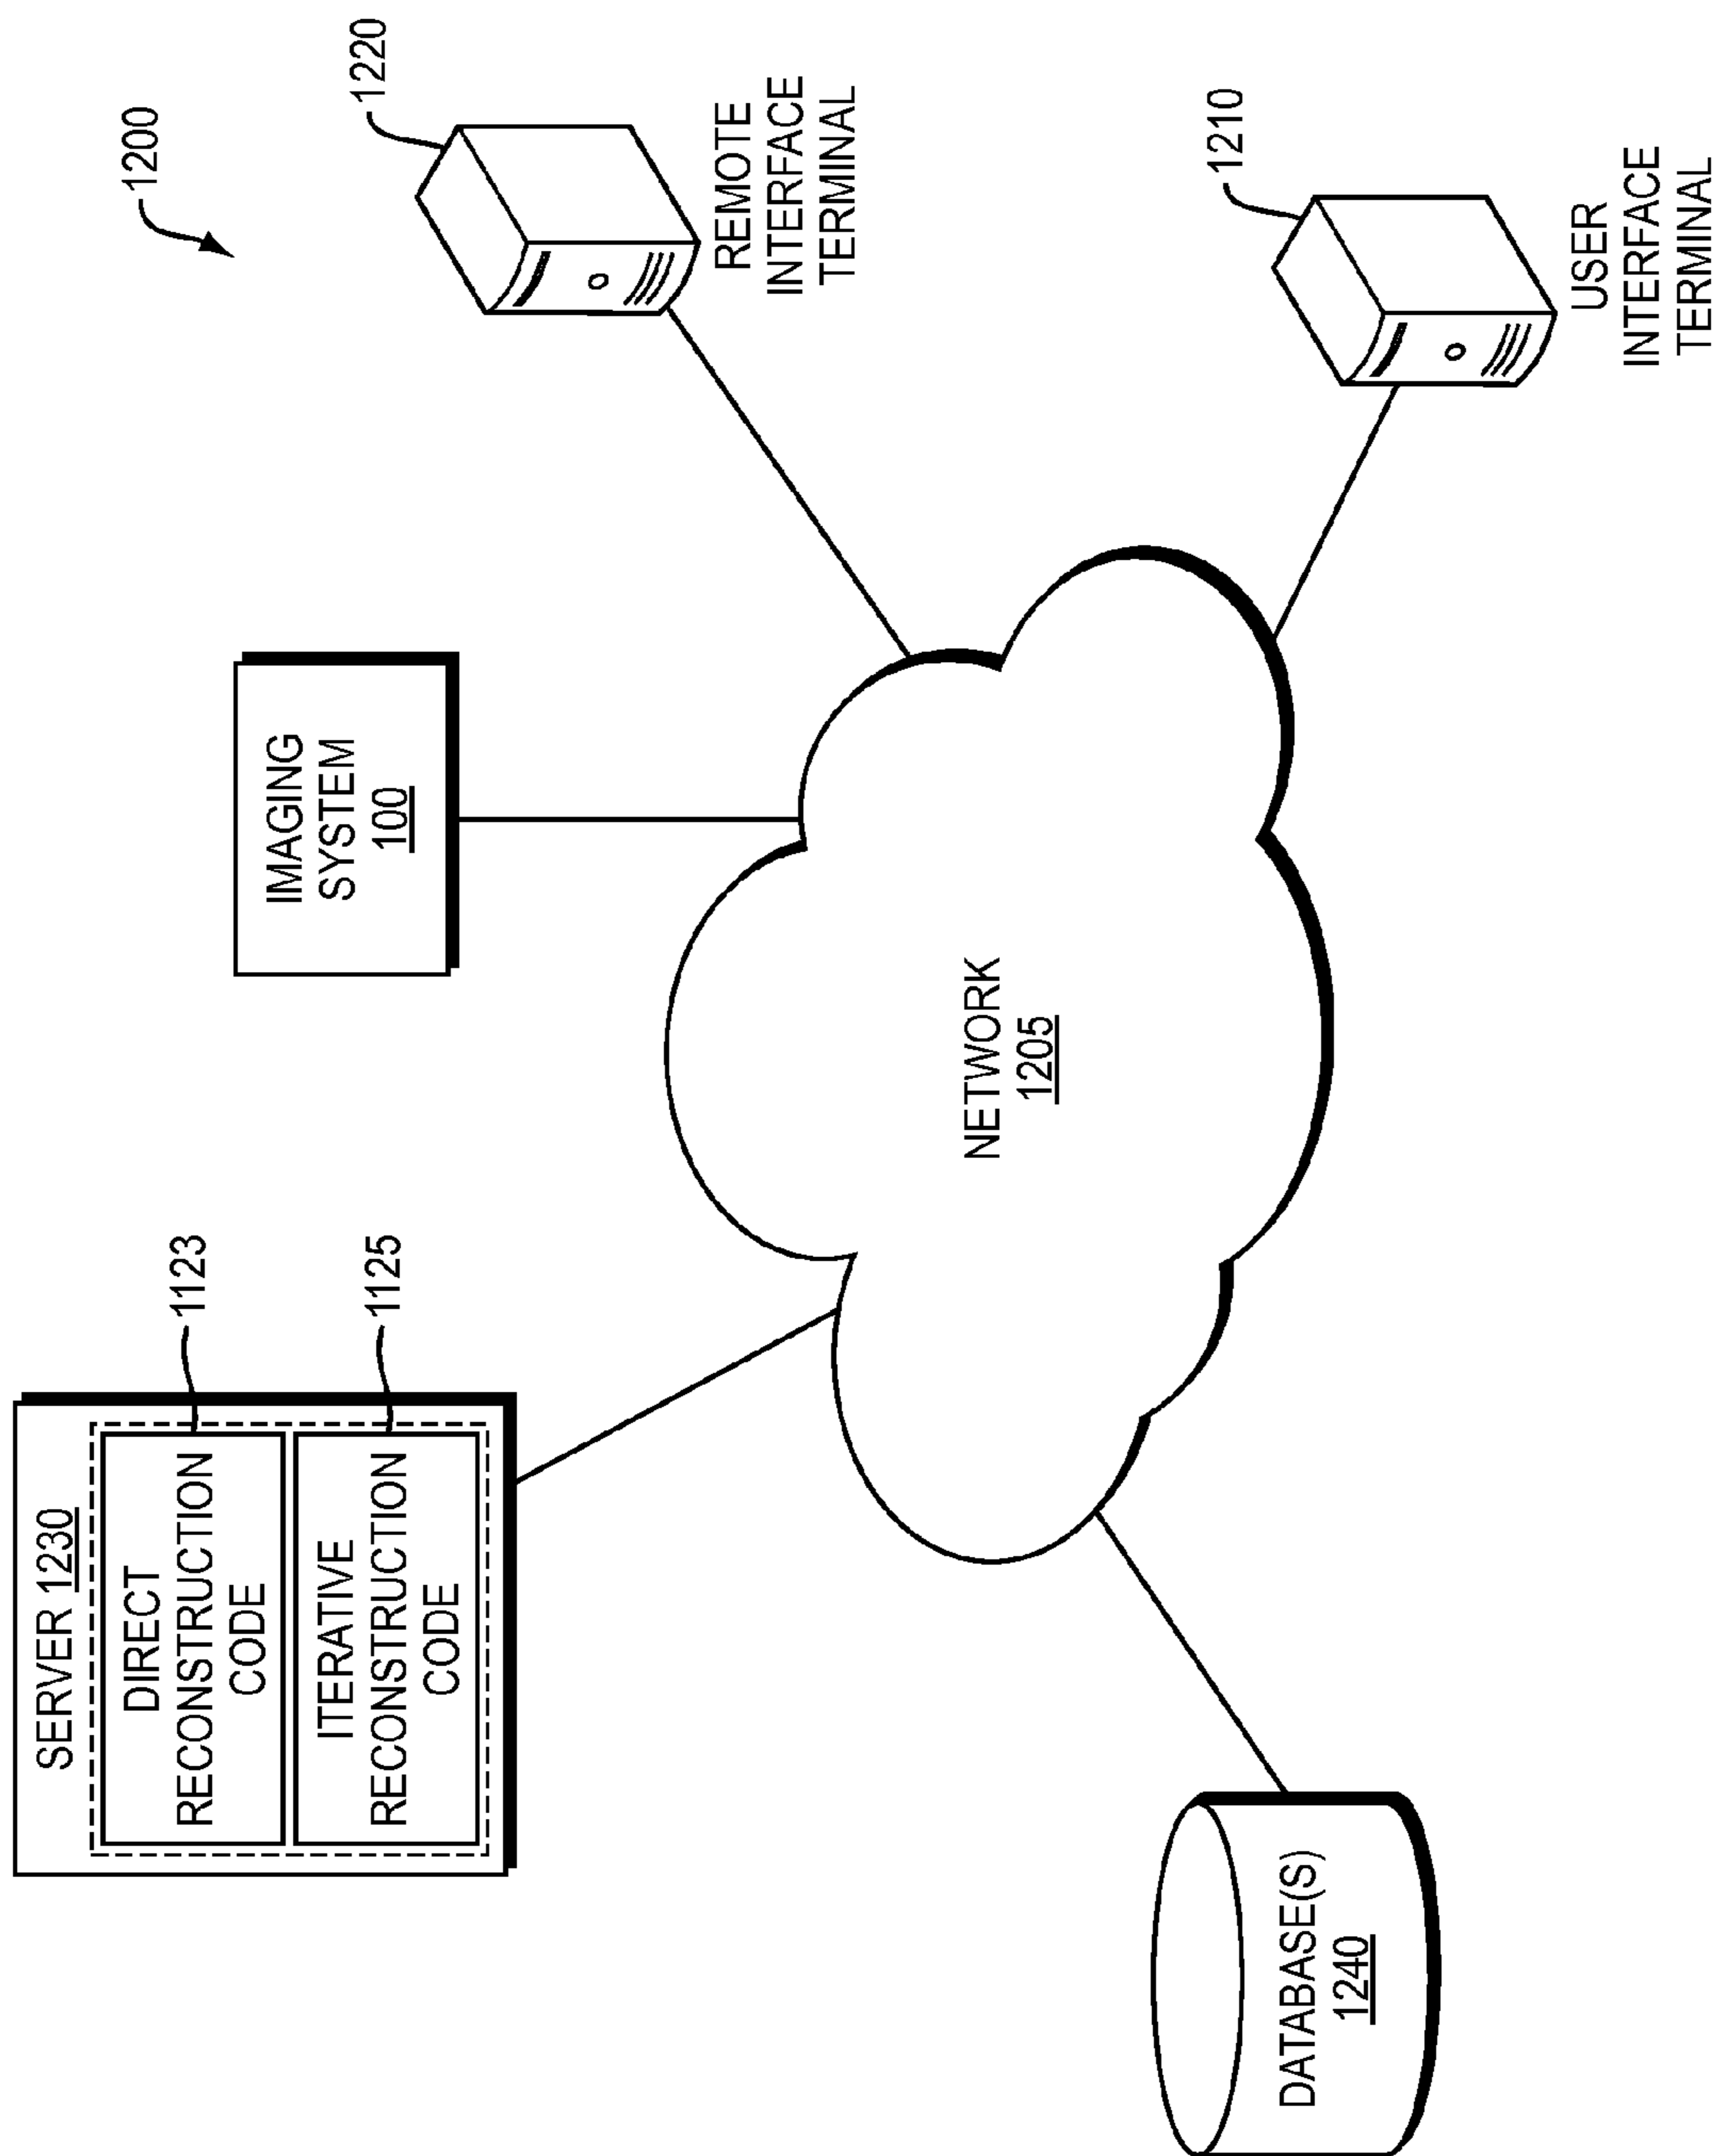 1200
SERVER 1230
DIRECT
RECONSTRUCTION
CODE
1123
ITERATIVE
RECONSTRUCTION
CODE
1125
IMAGING
SYSTEM
100
1220
REMOTE
INTERFACE
TERMINAL
NETWORK
1205
DATABASE(S)
1240
1210
USER
INTERFACE
TERMINAL